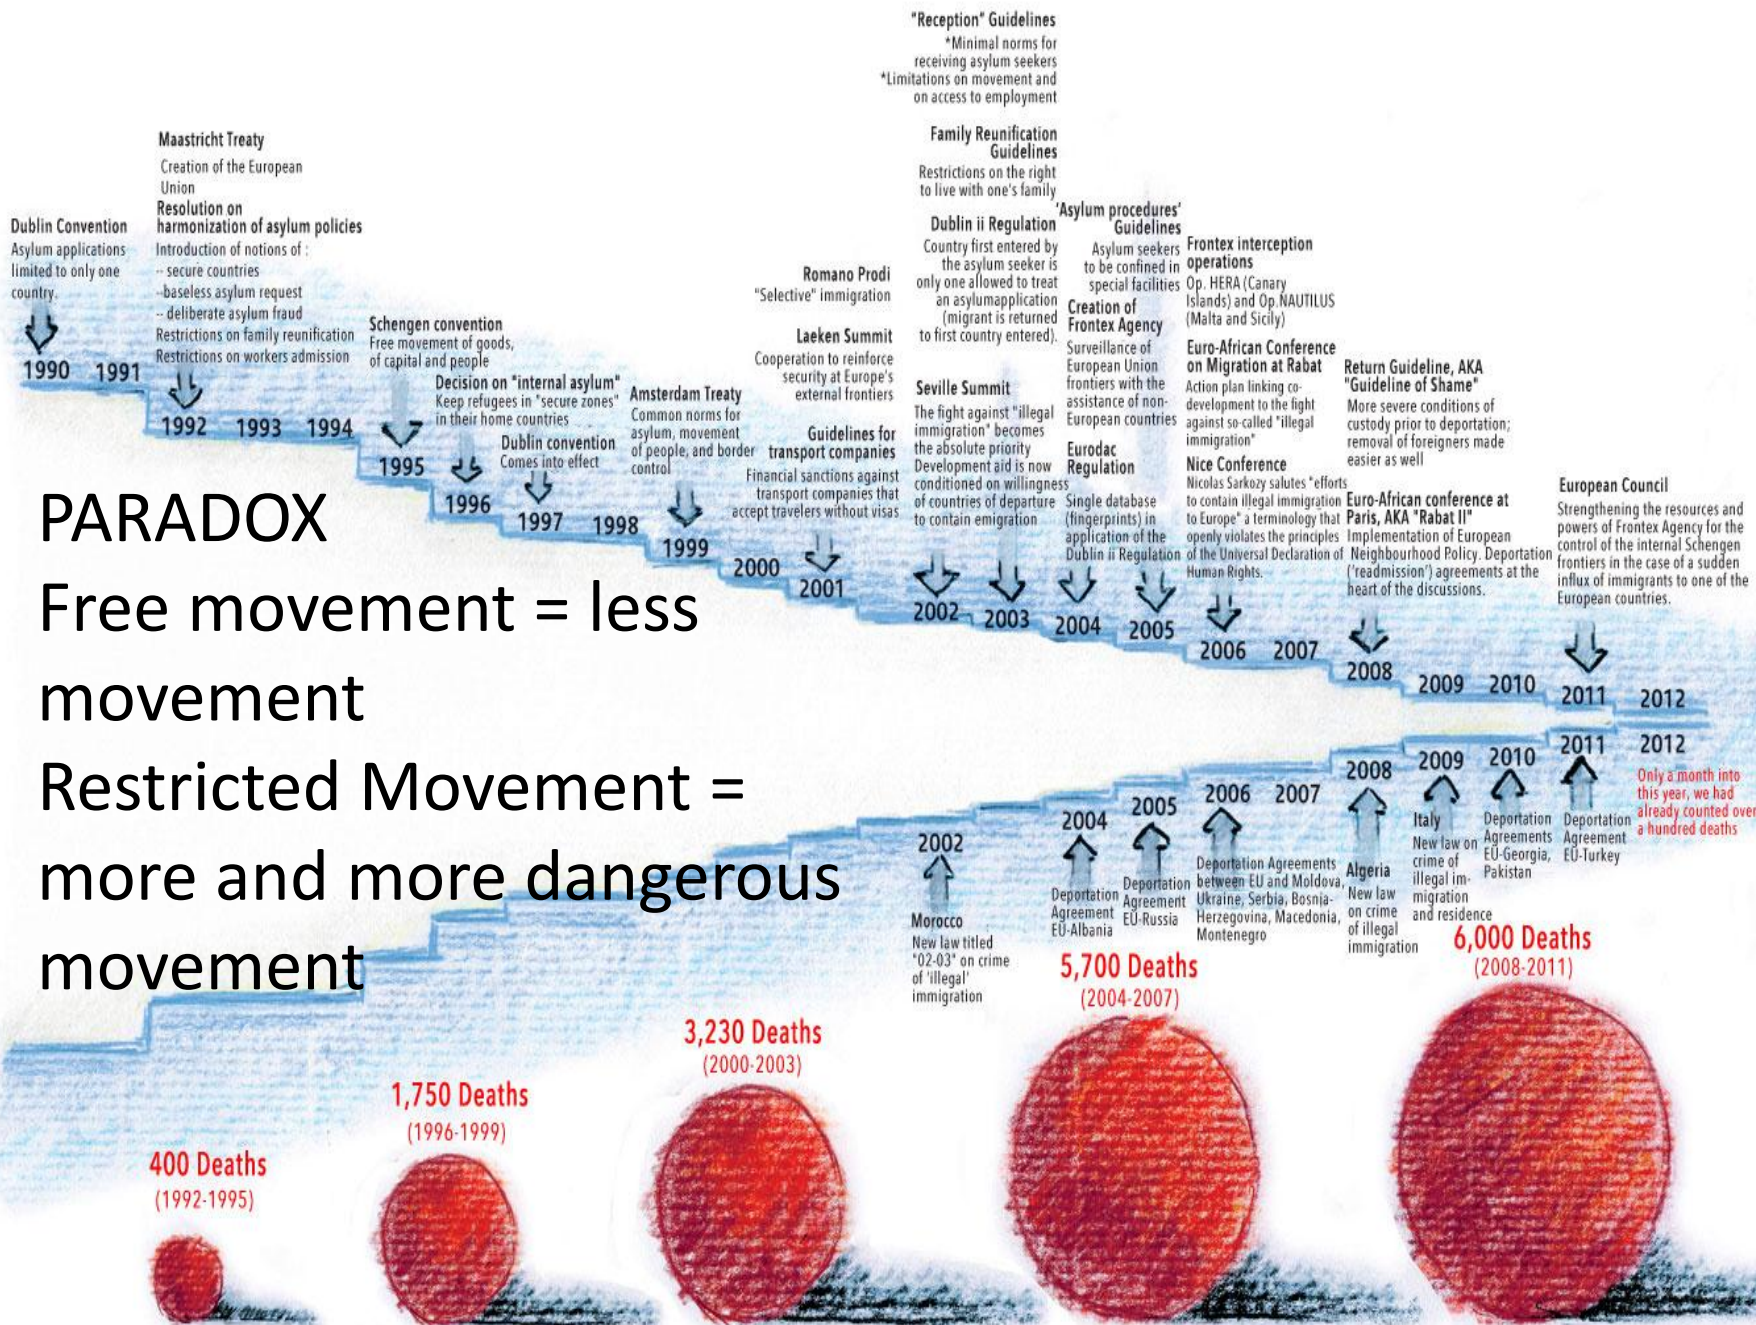 "Reception" Guidelines
*Minimal norms for
receiving asylum seekers
*Limitations on movement and
on access to employment
Family Reunification
Guidelines
Restrictions on the right
to live with one's family
Dublin ii Regulation
Country first entered by
the asylum seeker is
only one allowed to treat
an asylumapplication
(migrant is returned
to first country entered).
Seville Summit
The fight against "illegal
immigration" becomes
the absolute priority
Development aid is now
conditioned on willingness
of countries of departure
to contain emigration
Maastricht Treaty
Creation of the European
Union
Resolution on
harmonization of asylum policies
Introduction of notions of :
-- secure countries
--baseless asylum request
-- deliberate asylum fraud
Restrictions on family reunification
Restrictions on workers admission
Dublin Convention
Asylum applications
limited to only one
country.
Schengen convention
Free movement of goods,
of capital and people
Decision on "internal asylum"
Keep refugees in "secure zones"
in their home countries
Dublin convention
Comes into effect
Amsterdam Treaty
Common norms for
asylum, movement
of people, and border
control
Romano Prodi
"Selective" immigration
Laeken Summit
Cooperation to reinforce
security at Europe's
external frontiers
Guidelines for
transport companies
Financial sanctions against
transport companies that
accept travelers without visas
'Asylum procedures'
Guidelines
Asylum seekers
to be confined in
special facilities
Creation of
Frontex Agency
Surveillance of
European Union
frontiers with the
assistance of non-
European countries
Eurodac
Regulation
Single database
(fingerprints) in
application of the
Dublin ii Regulation
Frontex interception
operations
Op. HERA (Canary
Islands) and Op.NAUTILUS
(Malta and Sicily)
Euro-African Conference
on Migration at Rabat
Action plan linking co-
development to the fight
against so-called "illegal
immigration"
Nice Conference
Nicolas Sarkozy salutes "efforts
to contain illegal immigration
to Europe" a terminology that
openly violates the principles
of the Universal Declaration of
Human Rights.
Return Guideline, AKA
"Guideline of Shame"
More severe conditions of
custody prior to deportation;
removal of foreigners made
easier as well
Euro-African conference at
Paris, AKA "Rabat II"
Implementation of European
Neighbourhood Policy. Deportation
('readmission') agreements at the
heart of the discussions.
European Council
Strengthening the resources and
powers of Frontex Agency for the
control of the internal Schengen
frontiers in the case of a sudden
influx of immigrants to one of the
European countries.
1990
1991
1992
1993
1994
1995
1996
1997
1998
1999
2000
2001
2002
2003
2004
2005
2006
2007
2008
2009
2010
2011
2012
PARADOX
Free movement = less
movement
Restricted Movement =
more and more dangerous
movement
2002
2004
2005
2006
2007
2008
2009
2010
2011
2012
Morocco
New law titled
"02-03" on crime
of 'illegal'
immigration
Deportation
Agreement
EU-Albania
Deportation
Agreement
EU-Russia
Deportation Agreements
between EU and Moldova,
Ukraine, Serbia, Bosnia-
Herzegovina, Macedonia,
Montenegro
Algeria
New law
on crime
of illegal
immigration
Italy
New law on
crime of
illegal im-
migration
and residence
Deportation
Agreements
EU-Georgia,
Pakistan
Deportation
Agreement
EU-Turkey
Only a month into
this year, we had
already counted over
a hundred deaths
400 Deaths
(1992-1995)
1,750 Deaths
(1996-1999)
3,230 Deaths
(2000-2003)
5,700 Deaths
(2004-2007)
6,000 Deaths
(2008-2011)